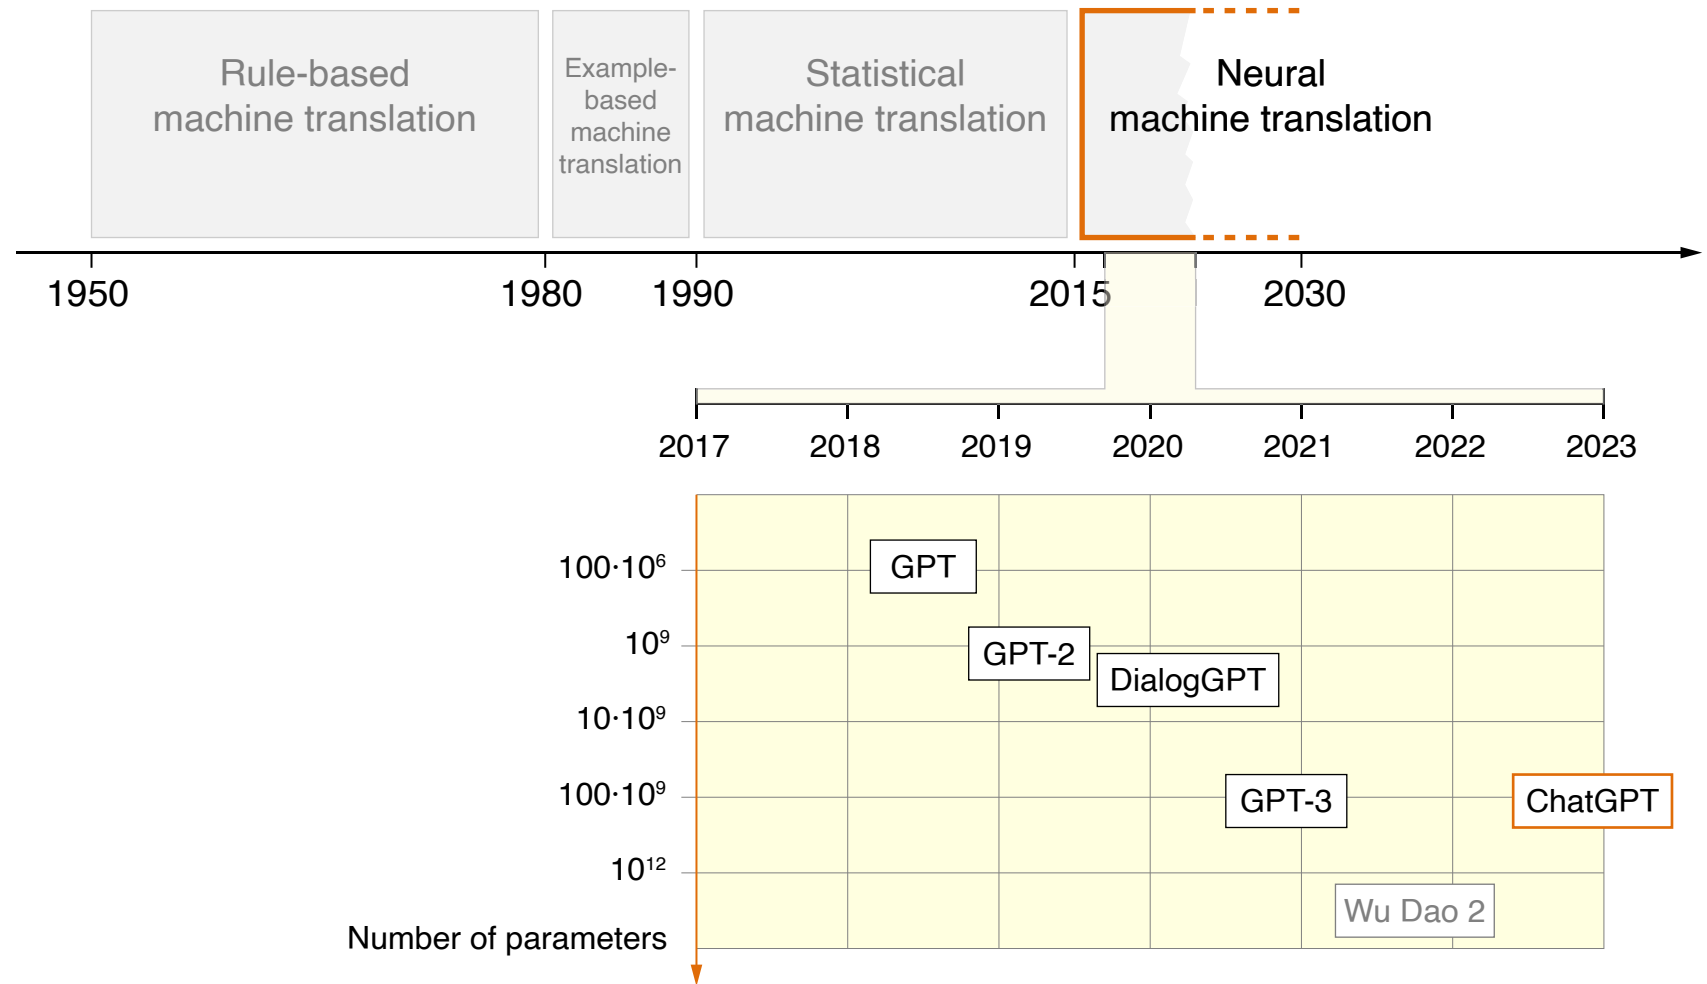 Rule-based
machine translation
Example-
based
machine
translation
Statistical
machine translation
Neural
machine translation
1950 1980 1990 2015 2030
2017 2018 2019 2020 2021 2022 2023
100·10⁶
GPT
10⁹
GPT-2
DialogGPT
10·10⁹
100·10⁹
GPT-3
ChatGPT
10¹²
Wu Dao 2
Number of parameters